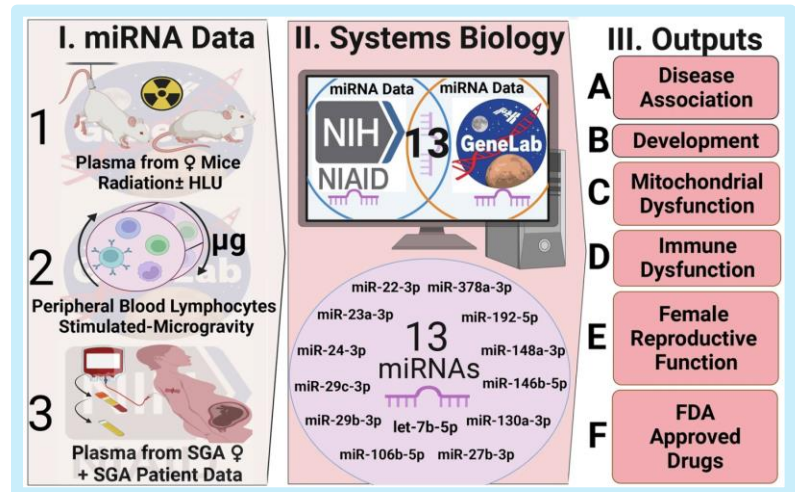 I. miRNA Data
1
Plasma from ♀ Mice
Radiation± HLU
2
µg
Peripheral Blood Lymphocytes
Stimulated-Microgravity
3
Plasma from SGA ♀
+ SGA Patient Data
II. Systems Biology
miRNA Data
miRNA Data
NIH
NIAID
13
GeneLab
miR-22-3p
miR-378a-3p
miR-23a-3p
miR-192-5p
13
miRNAs
miR-24-3p
miR-148a-3p
miR-29c-3p
miR-146b-5p
miR-29b-3p
let-7b-5p
miR-130a-3p
miR-106b-5p
miR-27b-3p
III. Outputs
A
Disease
Association
B
Development
C
Mitochondrial
Dysfunction
D
Immune
Dysfunction
E
Female
Reproductive
Function
F
FDA
Approved
Drugs